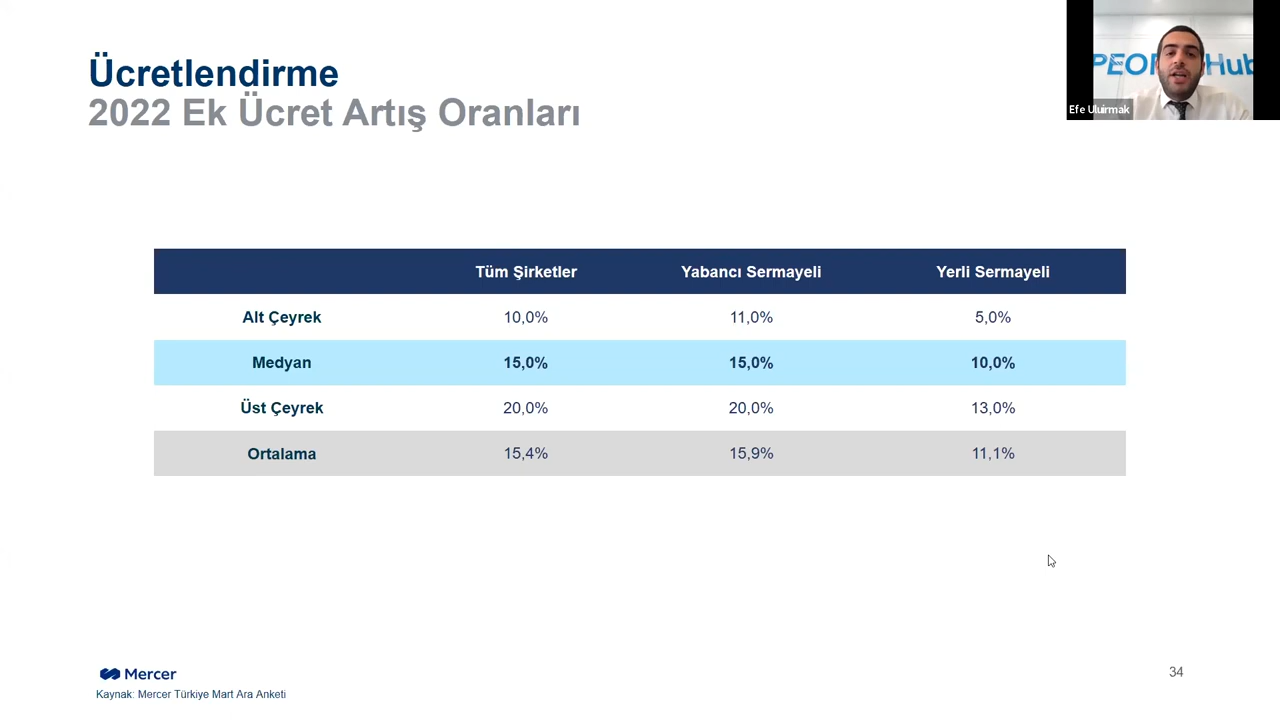 Ücretlendirme
2022 Ek Ücret Artış Oranları
Efe Uluirmak
Tüm Şirketler Yabancı Sermayeli Yerli Sermayeli
Alt Çeyrek 10,0% 11,0% 5,0%
Medyan 15,0% 15,0% 10,0%
Üst Çeyrek 20,0% 20,0% 13,0%
Ortalama 15,4% 15,9% 11,1%
Mercer
Kaynak: Mercer Türkiye Mart Ara Anketi
34